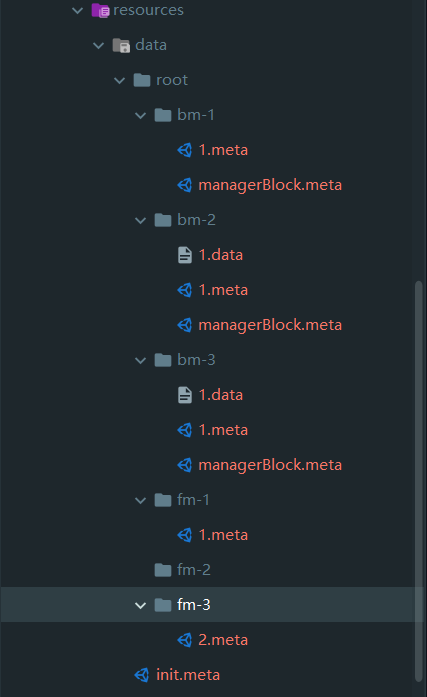 resources
data
root
bm-1
1.meta
managerBlock.meta
bm-2
1.data
1.meta
managerBlock.meta
bm-3
1.data
1.meta
managerBlock.meta
fm-1
1.meta
fm-2
fm-3
2.meta
init.meta